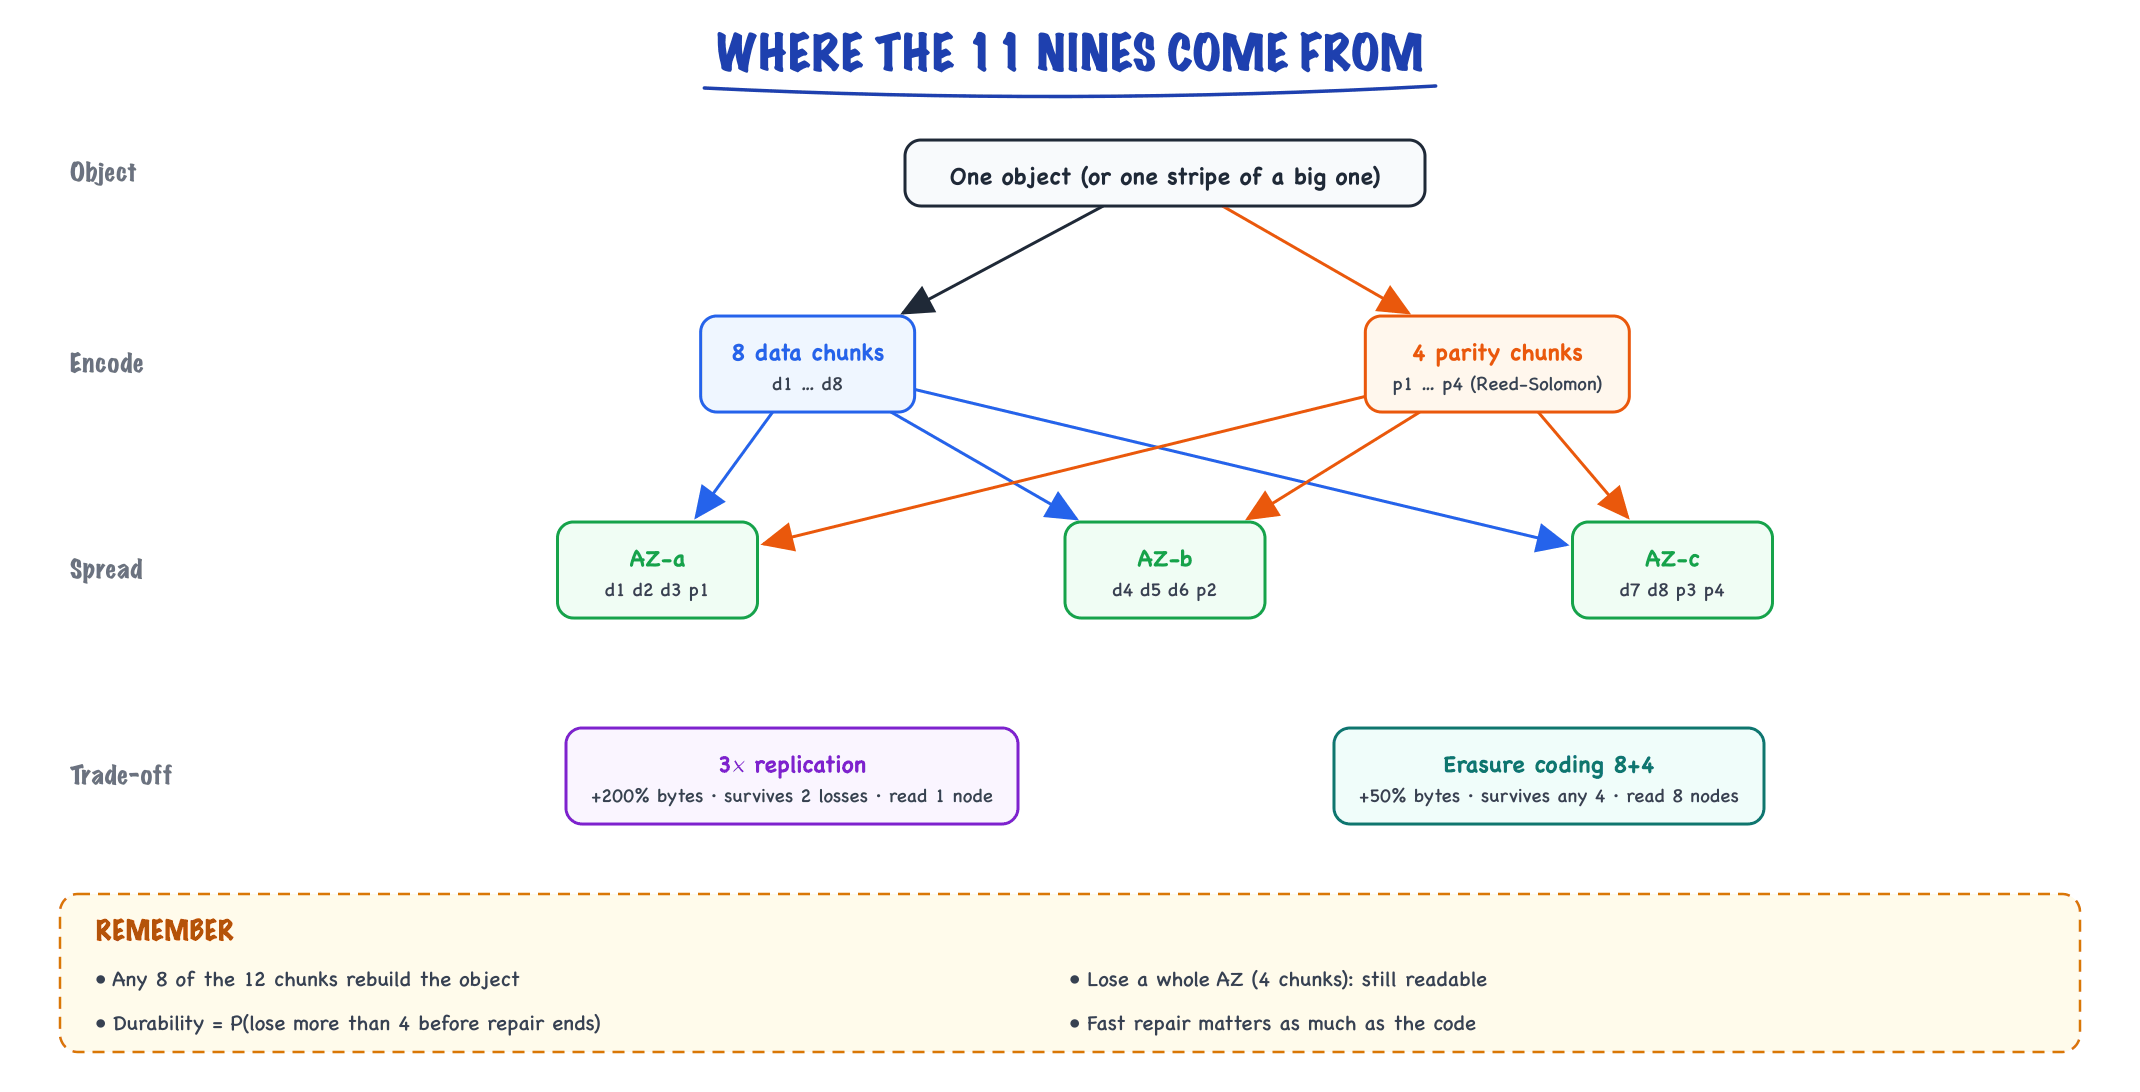 WHERE THE 11 NINES COME FROM
Object
One object (or one stripe of a big one)
Encode
8 data chunks
d1 ... d8
4 parity chunks
p1 ... p4 (Reed-Solomon)
Spread
AZ-a
d1 d2 d3 p1
AZ-b
d4 d5 d6 p2
AZ-c
d7 d8 p3 p4
Trade-off
3× replication
+200% bytes · survives 2 losses · read 1 node
Erasure coding 8+4
+50% bytes · survives any 4 · read 8 nodes
REMEMBER
• Any 8 of the 12 chunks rebuild the object
• Lose a whole AZ (4 chunks): still readable
• Durability = P(lose more than 4 before repair ends)
• Fast repair matters as much as the code